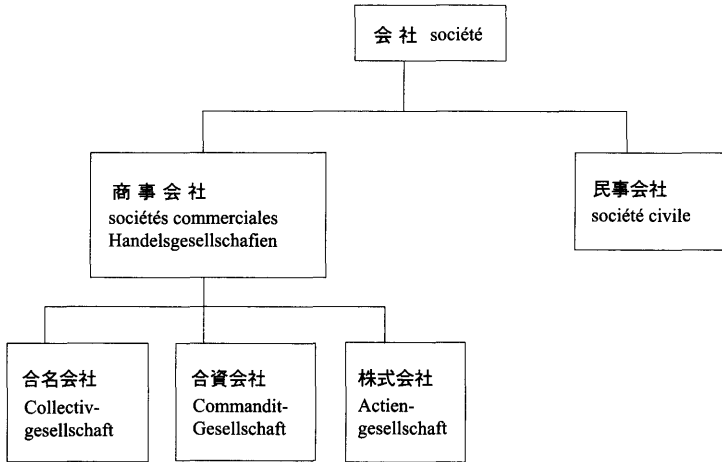 会社 société
商事会社
sociétés commerciales
Handelsgesellschafien
民事会社
société civile
合名会社
Collectiv-
gesellschaft
合資会社
Commandit-
Gesellschaft
株式会社
Actien-
gesellschaft